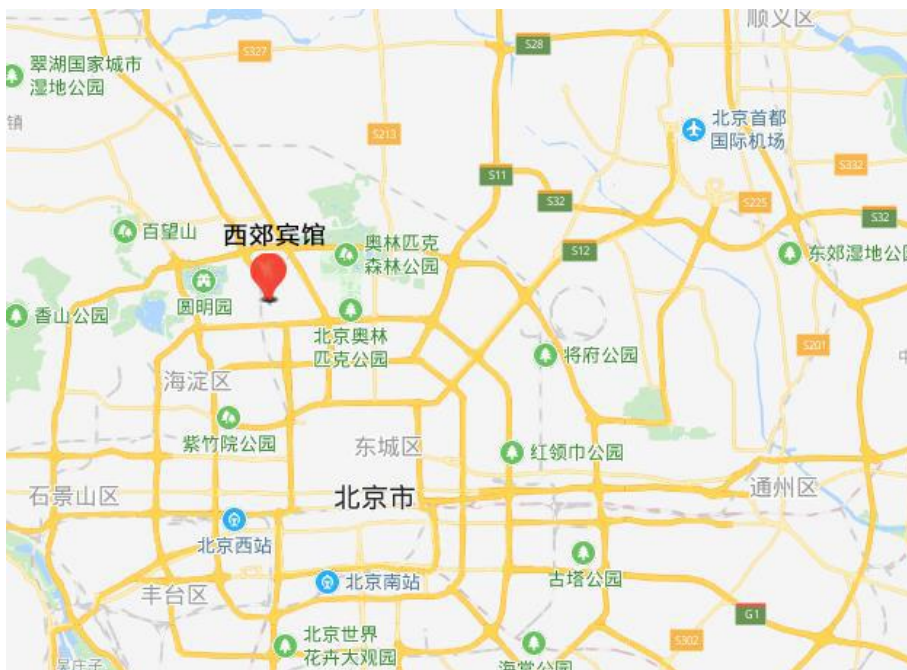 顺义区
S28
S327
翠湖国家城市
湿地公园
镇
S213
北京首都
国际机场
S332
S11
S32
S225
S32
百望山
西郊宾馆
奥林匹克
森林公园
S12
东郊湿地公园
圆明园
香山公园
北京奥林
匹克公园
将府公园
S201
中
海淀区
紫竹院公园
东城区
红领巾公园
石景山区
北京市
通州区
北京西站
古塔公园
丰台区
北京南站
G1
北京世界
花卉大观园
S302
海棠公园